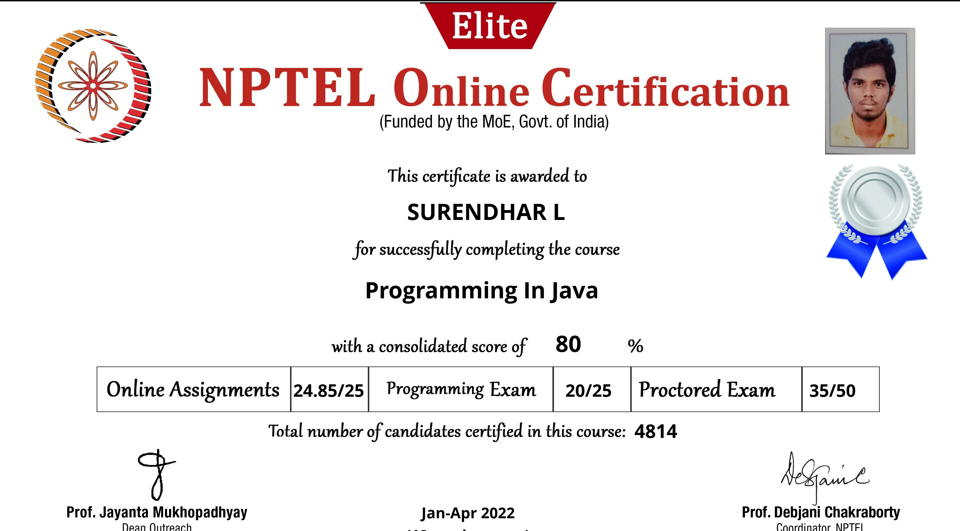 Elite
NPTEL Online Certification
(Funded by the MoE, Govt. of India)
This certificate is awarded to
SURENDHAR L
for successfully completing the course
Programming In Java
with a consolidated score of 80 %
Online Assignments 24.85/25 Programming Exam 20/25 Proctored Exam 35/50
Total number of candidates certified in this course: 4814
Prof. Jayanta Mukhopadhyay
Dean Outreach
Jan-Apr 2022
Prof. Debjani Chakraborty
Coordinator, NPTEL